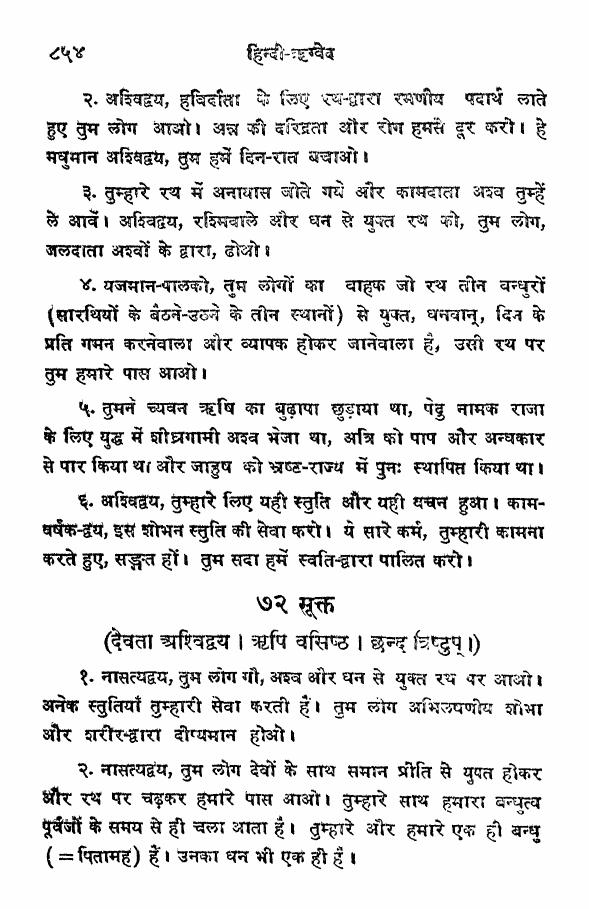 ८५४ हिन्दी-ऋग्वेद
२. अश्विद्वय, हविर्दाता के लिए रथ-द्वारा रमणीय पदार्थ लाते
हुए तुम लोग आओ। अन्न की दरिद्रता और रोग हमसे दूर करो। हे
मधुमान अश्विद्वय, तुम हमें दिन-रात बचाओ।
३. तुम्हारे रथ में अनायास जोते गये और कामदाता अश्व तुम्हें
ले आवें। अश्विद्वय, रश्मिवाले और धन से युक्त रथ को, तुम लोग,
जलदाता अश्वों के द्वारा, ढोओ।
४. यजमान-पालको, तुम लोगों का वाहक जो रथ तीन वन्धुरों
(सारथियों के बैठने-उठने के तीन स्थानों) से युक्त, धनवान्, दिन के
प्रति गमन करनेवाला और व्यापक होकर जानेवाला है, उसी रथ पर
तुम हमारे पास आओ।
५. तुमने च्यवन ऋषि का बुढ़ापा छुड़ाया था, पेदु नामक राजा
के लिए युद्ध में शीघ्रगामी अश्व भेजा था, अत्रि को पाप और अन्धकार
से पार किया था और जाहुष को भ्रष्ट-राज्य में पुनः स्थापित किया था।
६. अश्विद्वय, तुम्हारे लिए यही स्तुति और यही वचन हुआ। काम-
वर्षक-द्वय, इस शोभन स्तुति की सेवा करो। ये सारे कर्म, तुम्हारी कामना
करते हुए, सङ्गत हों। तुम सदा हमें स्वति-द्वारा पालित करो।
७२ सूक्त
(देवता अश्विद्वय। ऋषि वसिष्ठ। छन्द त्रिष्टुप्।)
१. नासत्यद्वय, तुम लोग गौ, अश्व और धन से युक्त रथ पर आओ।
अनेक स्तुतियाँ तुम्हारी सेवा करती हैं। तुम लोग अभिलषणीय शोभा
और शरीर-द्वारा दीप्यमान होओ।
२. नासत्यद्वय, तुम लोग देवों के साथ समान प्रीति से युक्त होकर
और रथ पर चढ़कर हमारे पास आओ। तुम्हारे साथ हमारा बन्धुत्व
पूर्वजों के समय से ही चला आता है। तुम्हारे और हमारे एक ही बन्धु
(=पितामह) हैं। उनका धन भी एक ही है।